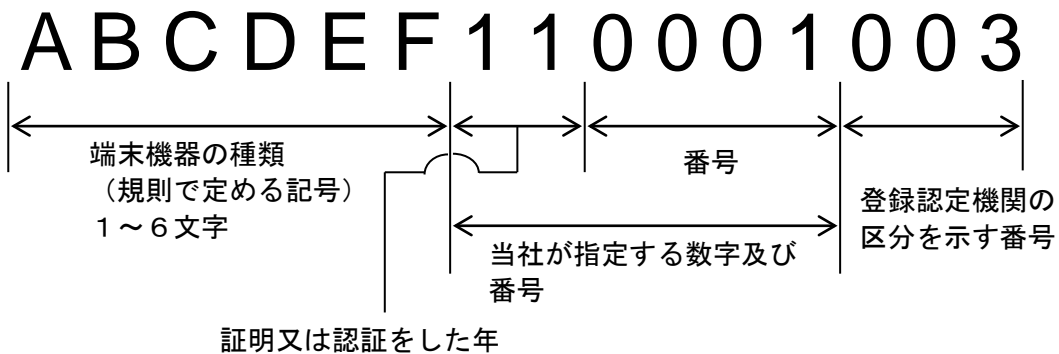 ABCDEF110001003
端末機器の種類
（規則で定める記号）
１～６文字
番号
登録認定機関の
区分を示す番号
当社が指定する数字及び
番号
証明又は認証をした年